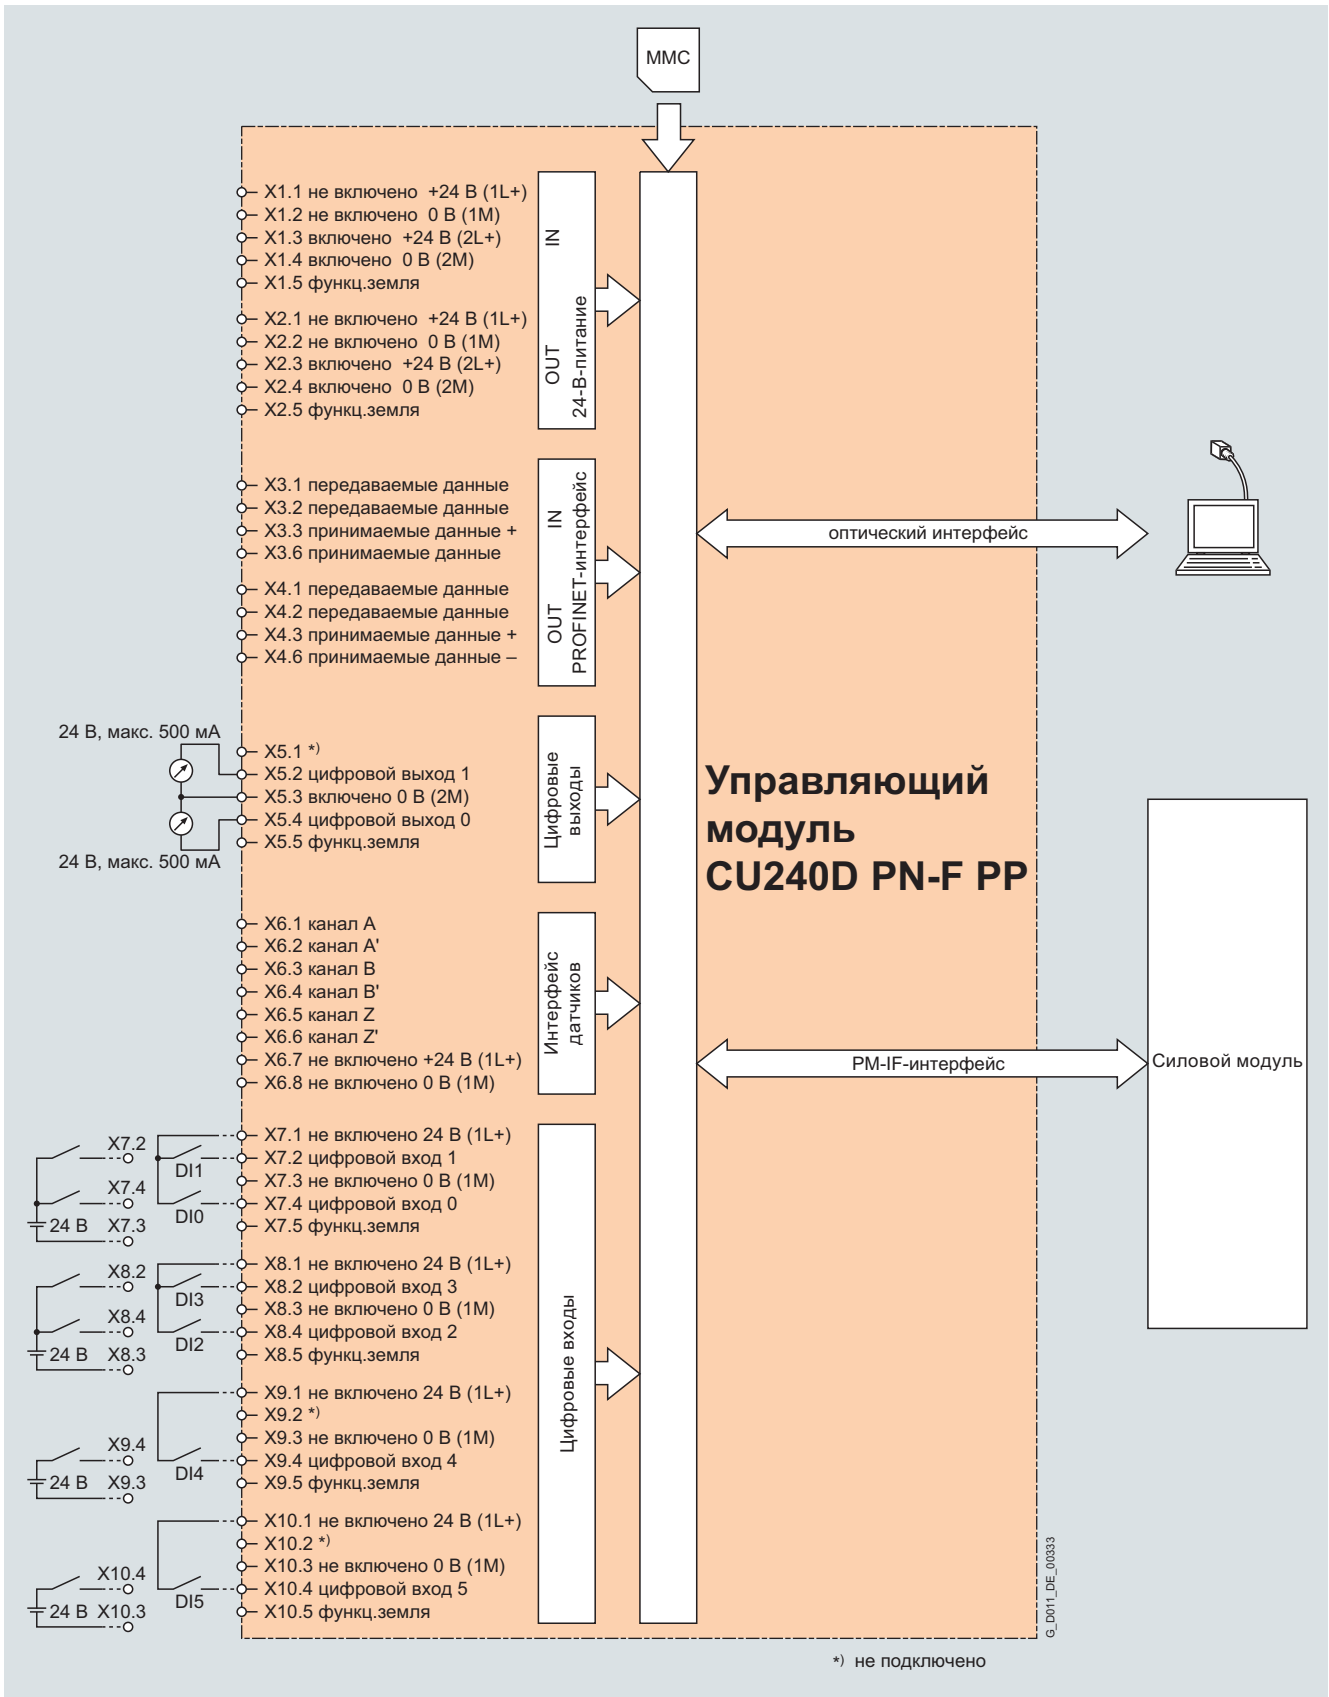 MMC
X1.1 не включено +24 В (1L+)
X1.2 не включено 0 В (1M)
X1.3 включено +24 В (2L+)
X1.4 включено 0 В (2M)
X1.5 функц.земля
X2.1 не включено +24 В (1L+)
X2.2 не включено 0 В (1M)
X2.3 включено +24 В (2L+)
X2.4 включено 0 В (2M)
X2.5 функц.земля
IN
OUT
24-В-питание
X3.1 передаваемые данные
X3.2 передаваемые данные
X3.3 принимаемые данные +
X3.6 принимаемые данные
X4.1 передаваемые данные
X4.2 передаваемые данные
X4.3 принимаемые данные +
X4.6 принимаемые данные –
IN
OUT
PROFINET-интерфейс
оптический интерфейс
24 В, макс. 500 мА
X5.1 *)
X5.2 цифровой выход 1
X5.3 включено 0 В (2M)
X5.4 цифровой выход 0
X5.5 функц.земля
24 В, макс. 500 мА
Цифровые
выходы
Управляющий
модуль
CU240D PN-F PP
X6.1 канал A
X6.2 канал A'
X6.3 канал B
X6.4 канал B'
X6.5 канал Z
X6.6 канал Z'
X6.7 не включено +24 В (1L+)
X6.8 не включено 0 В (1M)
Интерфейс
датчиков
PM-IF-интерфейс
Силовой модуль
X7.2
X7.4
24 В X7.3
DI1
DI0
X7.1 не включено 24 В (1L+)
X7.2 цифровой вход 1
X7.3 не включено 0 В (1M)
X7.4 цифровой вход 0
X7.5 функц.земля
X8.2
X8.4
24 В X8.3
DI3
DI2
X8.1 не включено 24 В (1L+)
X8.2 цифровой вход 3
X8.3 не включено 0 В (1M)
X8.4 цифровой вход 2
X8.5 функц.земля
Цифровые входы
X9.4
24 В X9.3
DI4
X9.1 не включено 24 В (1L+)
X9.2 *)
X9.3 не включено 0 В (1M)
X9.4 цифровой вход 4
X9.5 функц.земля
X10.4
24 В X10.3
DI5
X10.1 не включено 24 В (1L+)
X10.2 *)
X10.3 не включено 0 В (1M)
X10.4 цифровой вход 5
X10.5 функц.земля
G_D011_DE_00333
*) не подключено